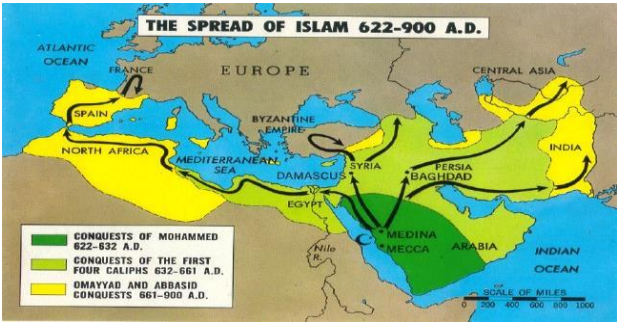 THE SPREAD OF ISLAM 622-900 A.D.
ATLANTIC
OCEAN
FRANCE
EUROPE
CENTRAL ASIA
SPAIN
BYZANTINE
EMPIRE
NORTH AFRICA
MEDITERRANEAN
SEA
SYRIA
DAMASCUS
PERSIA
BAGHDAD
INDIA
EGYPT
MEDINA
MECCA
ARABIA
Nile
R.
INDIAN
OCEAN
CONQUESTS OF MOHAMMED
622-632 A.D.
CONQUESTS OF THE FIRST
FOUR CALIPHS 632-661 A.D.
OMAYYAD AND ABBASID
CONQUESTS 661-900 A.D.
SCALE OF MILES
0 200 400 600 800 1000